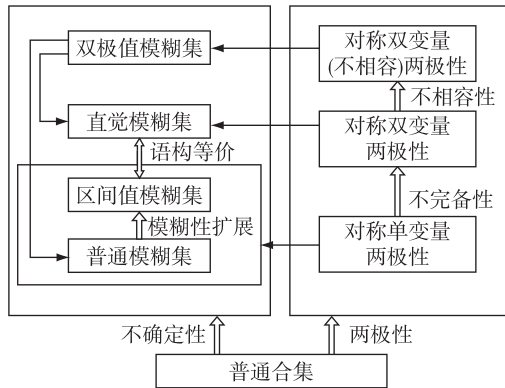 双极值模糊集
直觉模糊集
语构等价
区间值模糊集
模糊性扩展
普通模糊集
对称双变量
(不相容)两极性
不相容性
对称双变量
两极性
不完备性
对称单变量
两极性
不确定性
两极性
普通合集